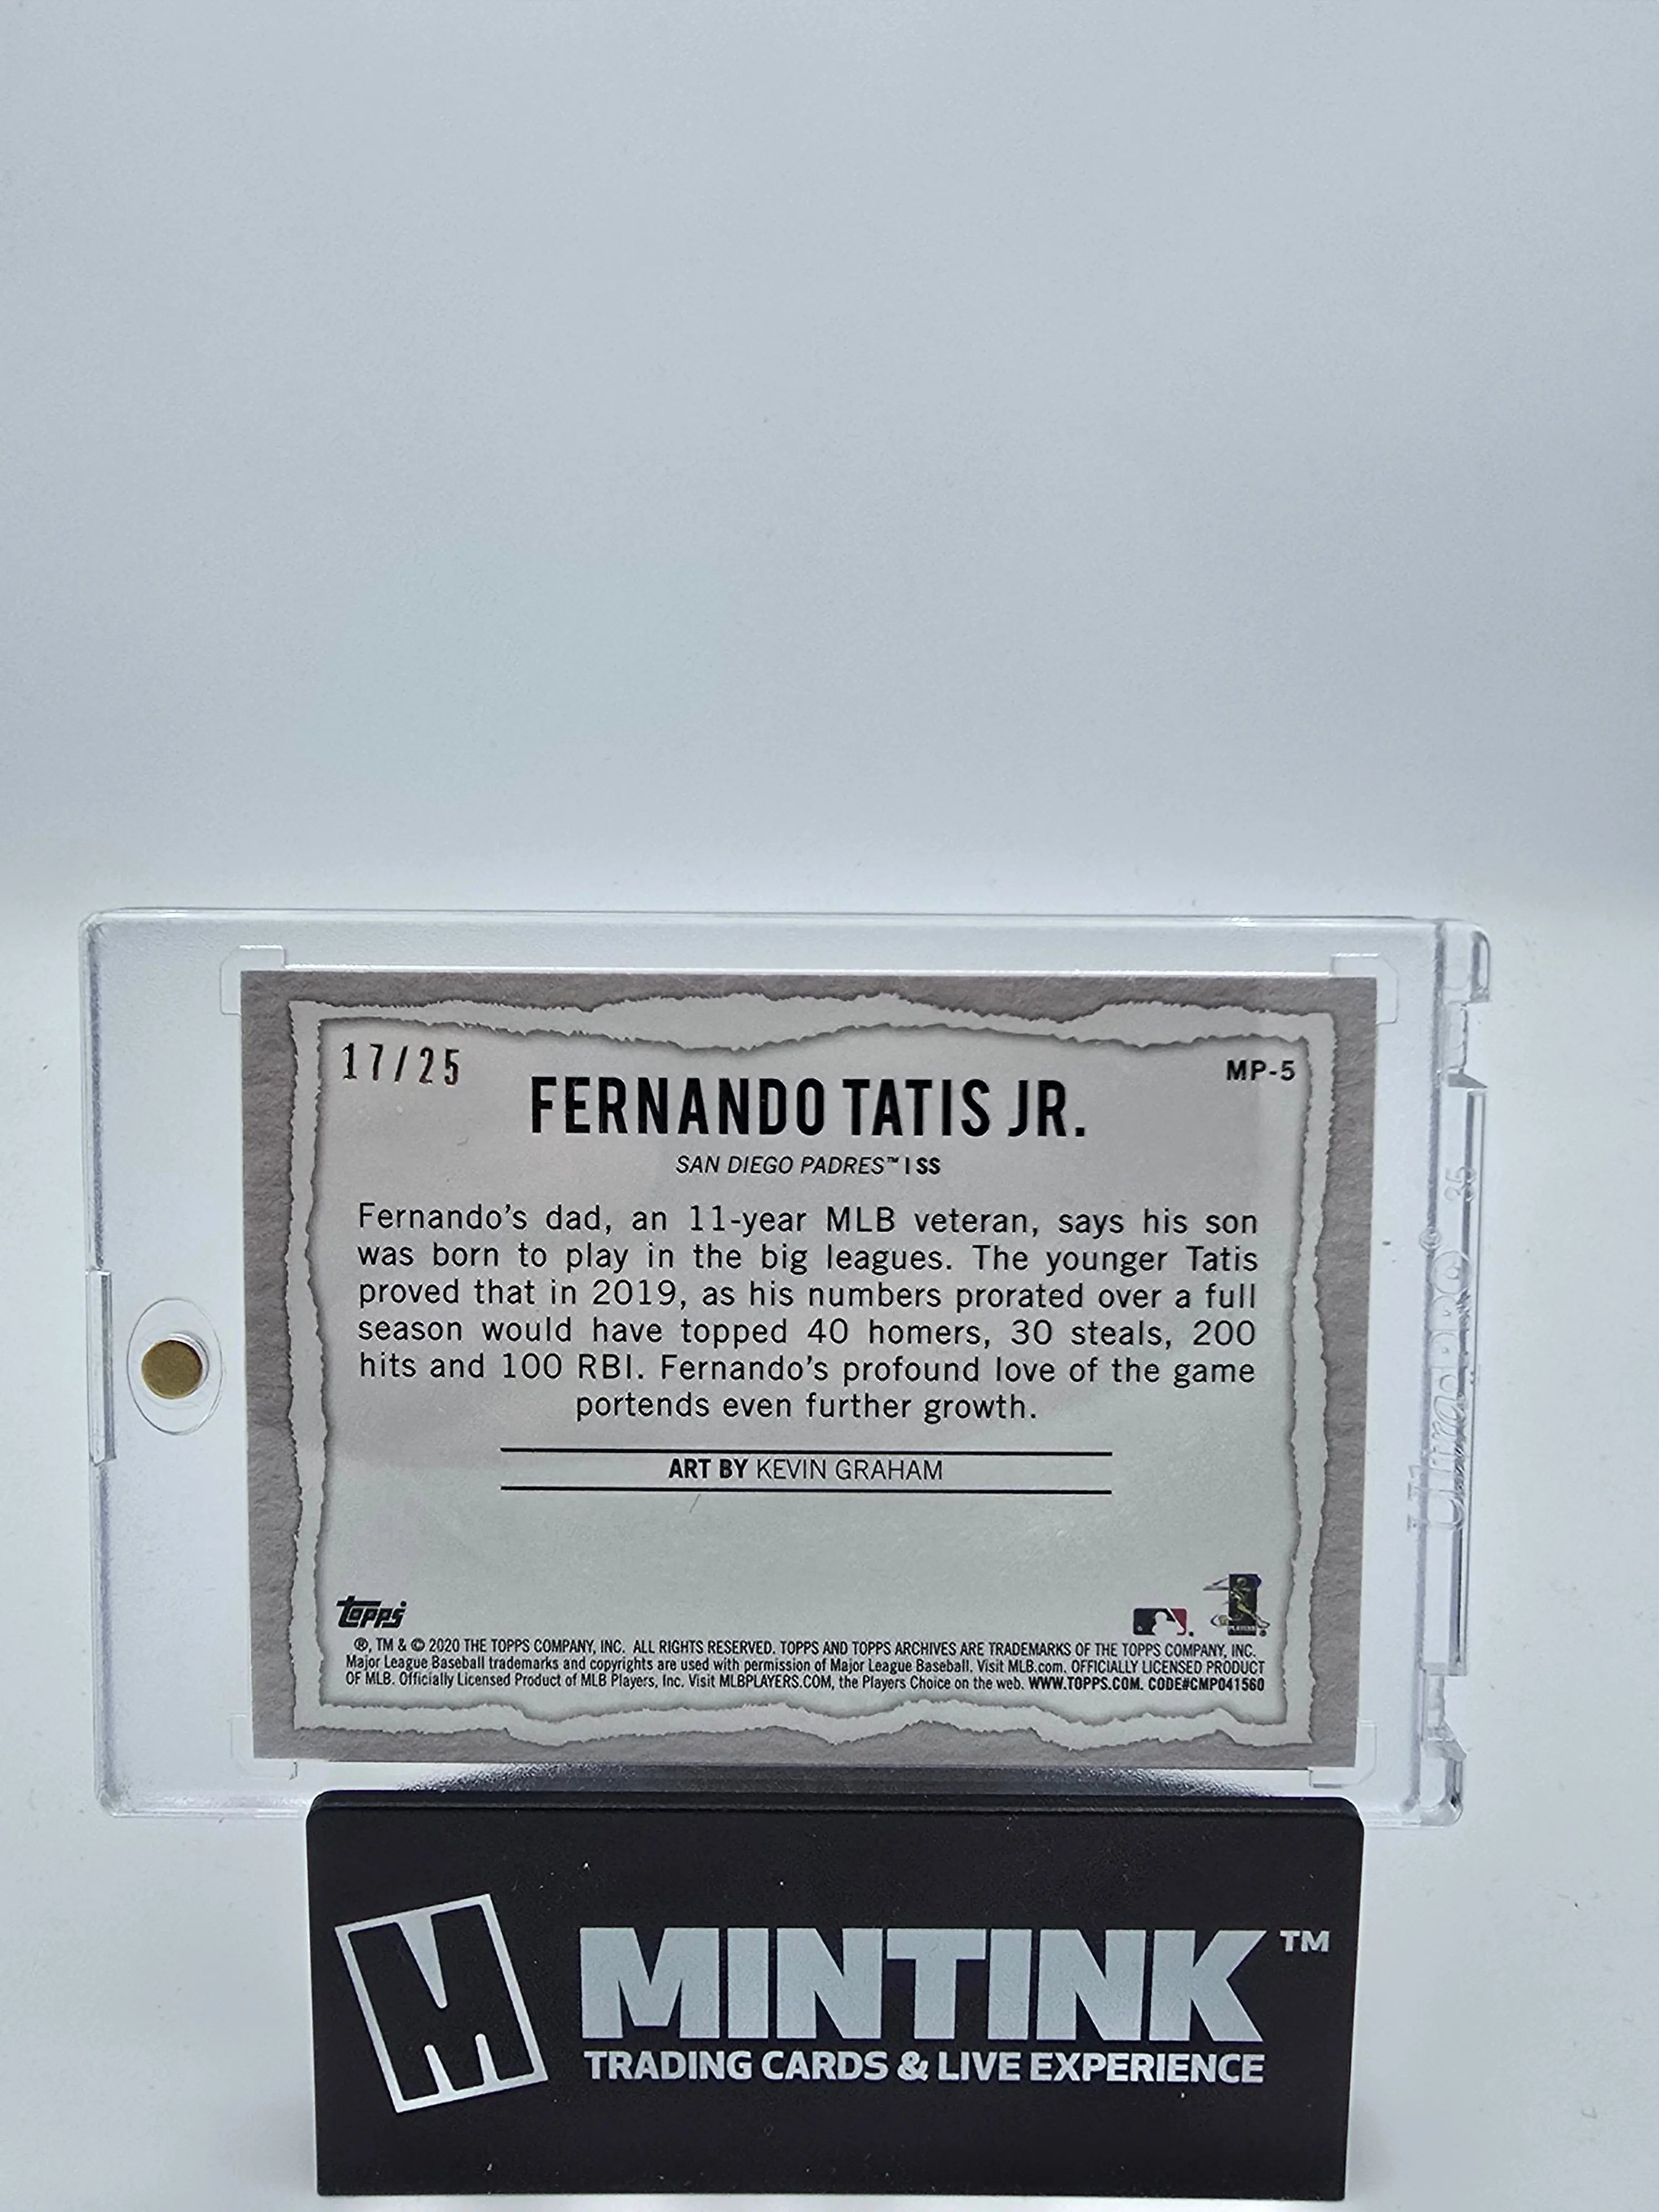 17/25
MP-5
FERNANDO TATIS JR.
SAN DIEGO PADRES™ | SS
Fernando's dad, an 11-year MLB veteran, says his son
was born to play in the big leagues. The younger Tatis
proved that in 2019, as his numbers prorated over a full
season would have topped 40 homers, 30 steals, 200
hits and 100 RBI. Fernando's profound love of the game
portends even further growth.
ART BY KEVIN GRAHAM
topps
PLAYERS
®, TM & © 2020 THE TOPPS COMPANY, INC. ALL RIGHTS RESERVED. TOPPS AND TOPPS ARCHIVES ARE TRADEMARKS OF THE TOPPS COMPANY, INC.
Major League Baseball trademarks and copyrights are used with permission of Major League Baseball. Visit MLB.com. OFFICIALLY LICENSED PRODUCT
OF MLB. Officially Licensed Product of MLB Players, Inc. Visit MLBPLAYERS.COM, the Players Choice on the web. WWW.TOPPS.COM. CODE#CMP041560
Ultra-PRO® 35
M MINTINK™
TRADING CARDS & LIVE EXPERIENCE